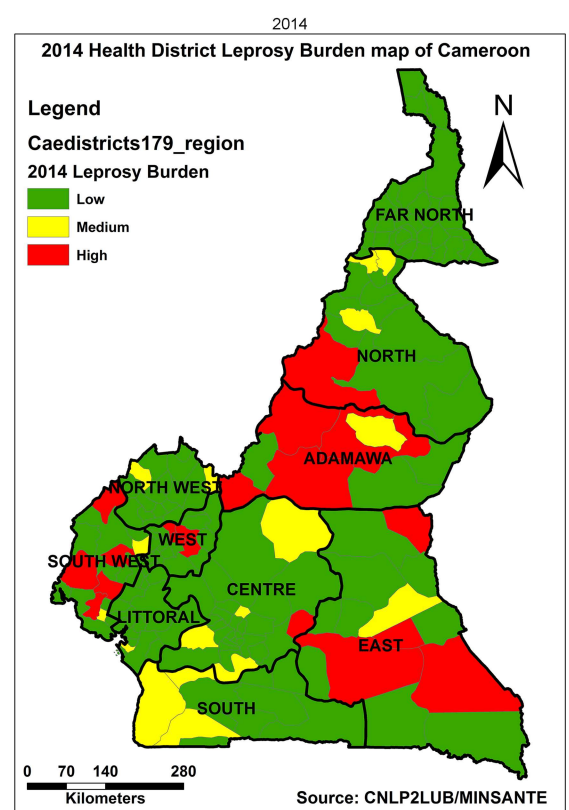 2014
2014 Health District Leprosy Burden map of Cameroon
Legend
Caedistricts179_region
2014 Leprosy Burden
Low
Medium
High
N
FAR NORTH
NORTH
ADAMAWA
NORTH WEST
WEST
SOUTH WEST
CENTRE
LITTORAL
EAST
SOUTH
0 70 140 280
Kilometers
Source: CNLP2LUB/MINSANTE